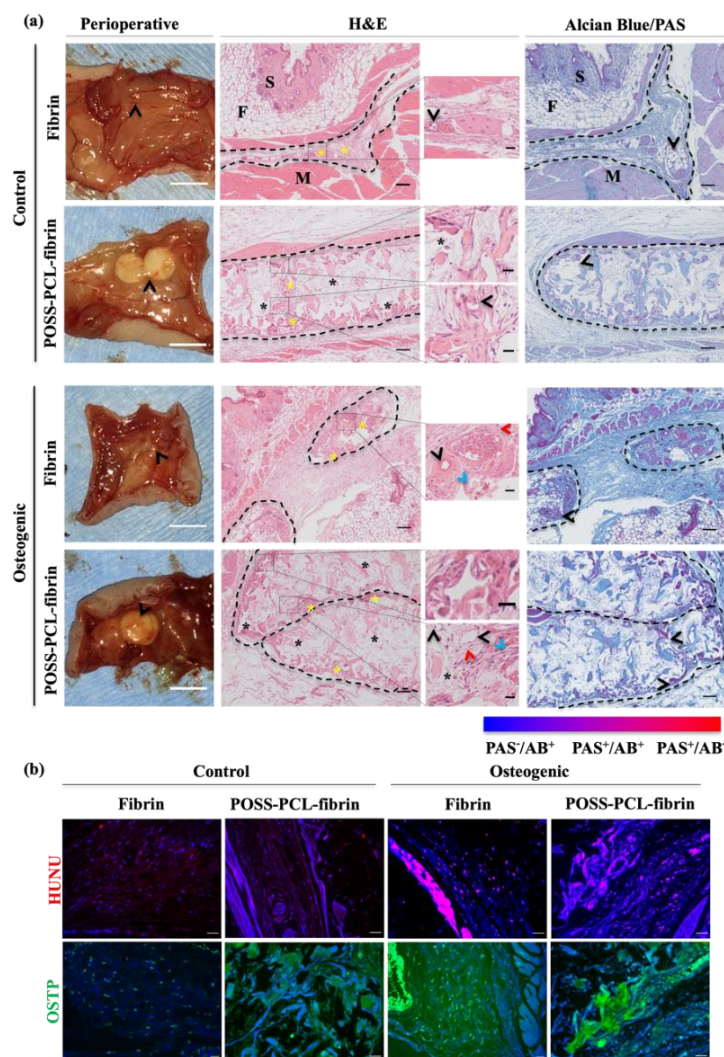 (a)
Perioperative H&E Alcian Blue/PAS
Control
Fibrin
S
F
M
S
F
M
POSS-PCL-fibrin
*
*
*
*
Osteogenic
Fibrin
POSS-PCL-fibrin
*
*
*
*
*
PAS⁻/AB⁺ PAS⁺/AB⁺ PAS⁺/AB⁻
(b)
Control Osteogenic
Fibrin POSS-PCL-fibrin Fibrin POSS-PCL-fibrin
HUNU
OSTP